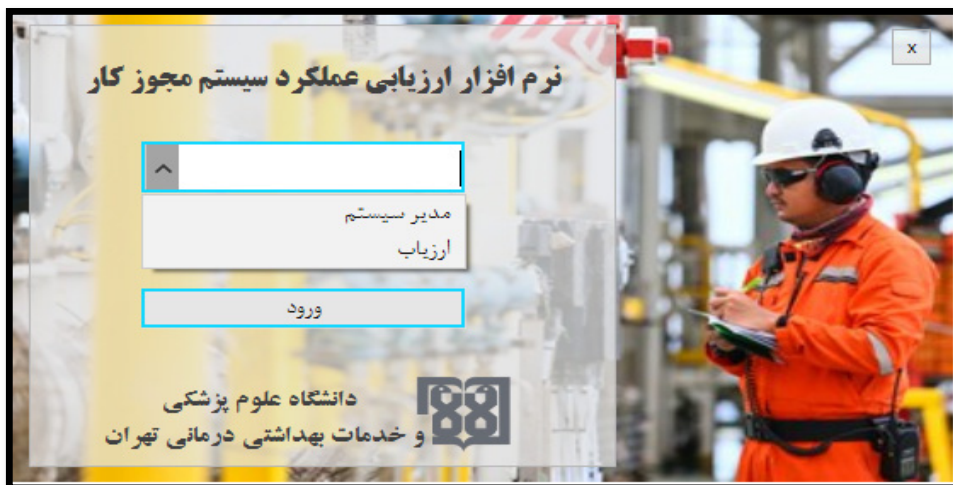 نرم افزار ارزیابی عملکرد سیستم مجوز کار
x
مدیر سیستم
ارزیاب
ورود
دانشگاه علوم پزشکی
و خدمات بهداشتی درمانی تهران